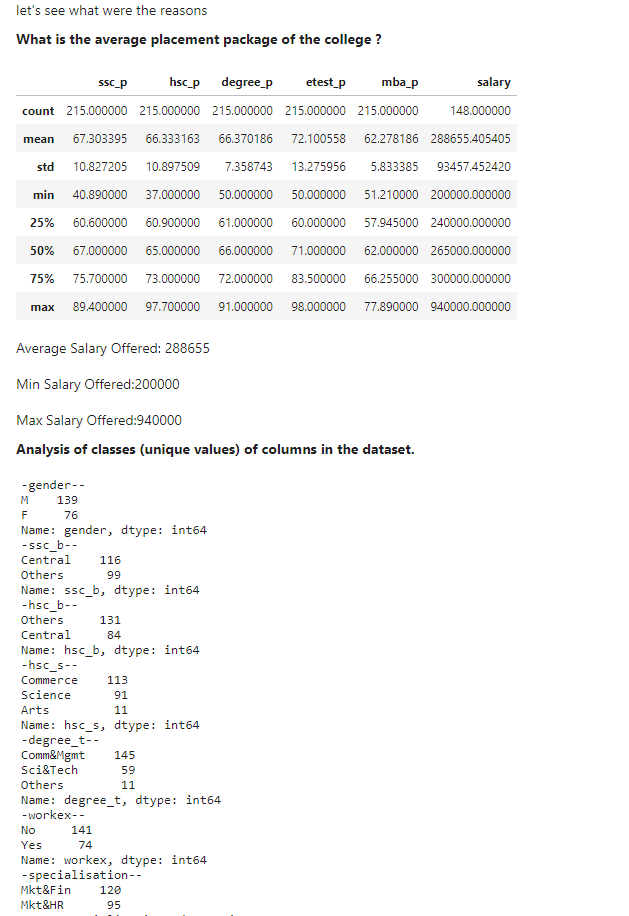 let's see what were the reasons
What is the average placement package of the college ?
ssc_p hsc_p degree_p etest_p mba_p salary
count 215.000000 215.000000 215.000000 215.000000 215.000000 148.000000
mean 67.303395 66.333163 66.370186 72.100558 62.278186 288655.405405
std 10.827205 10.897509 7.358743 13.275956 5.833385 93457.452420
min 40.890000 37.000000 50.000000 50.000000 51.210000 200000.000000
25% 60.600000 60.900000 61.000000 60.000000 57.945000 240000.000000
50% 67.000000 65.000000 66.000000 71.000000 62.000000 265000.000000
75% 75.700000 73.000000 72.000000 83.500000 66.255000 300000.000000
max 89.400000 97.700000 91.000000 98.000000 77.890000 940000.000000
Average Salary Offered: 288655
Min Salary Offered:200000
Max Salary Offered:940000
Analysis of classes (unique values) of columns in the dataset.
-gender--
M 139
F 76
Name: gender, dtype: int64
-ssc_b--
Central 116
Others 99
Name: ssc_b, dtype: int64
-hsc_b--
Others 131
Central 84
Name: hsc_b, dtype: int64
-hsc_s--
Commerce 113
Science 91
Arts 11
Name: hsc_s, dtype: int64
-degree_t--
Comm&Mgmt 145
Sci&Tech 59
Others 11
Name: degree_t, dtype: int64
-workex--
No 141
Yes 74
Name: workex, dtype: int64
-specialisation--
Mkt&Fin 120
Mkt&HR 95